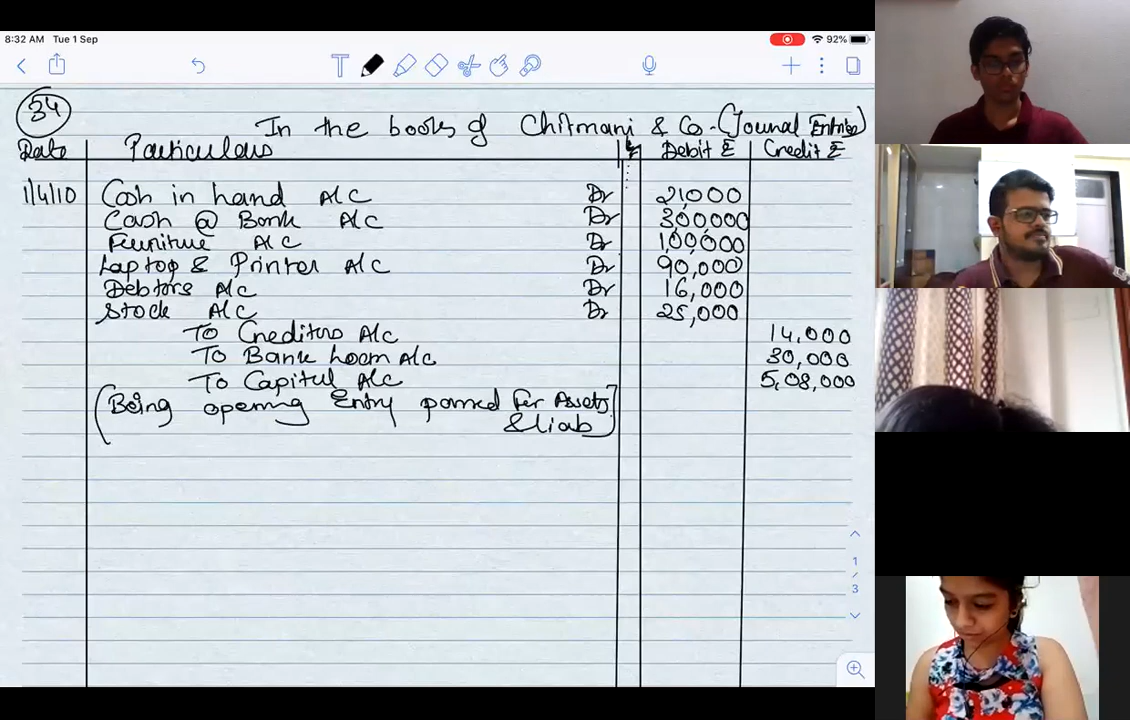 8:32 AM Tue 1 Sep 92%
34
In the books of Chitmani & Co. (Journal Entries)
Date Particulars Debit ₹ Credit ₹
1/4/10 Cash in hand A/C Dr 21,000
Cash @ Bank A/C Dr 300,000
Furniture A/C Dr 1,00,000
Laptop & Printer A/C Dr 90,000
Debtors A/C Dr 16,000
Stock A/C Dr 25,000
To Creditors A/C 14,000
To Bank Loan A/C 30,000
To Capital A/C 5,08,000
(Being opening Entry passed for Assets
& liab)
1
/
3